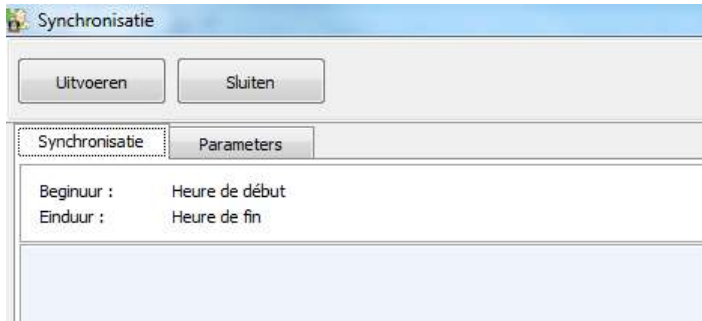 Synchronisatie
Uitvoeren Sluiten
Synchronisatie Parameters
Beginuur : Heure de début
Einduur : Heure de fin